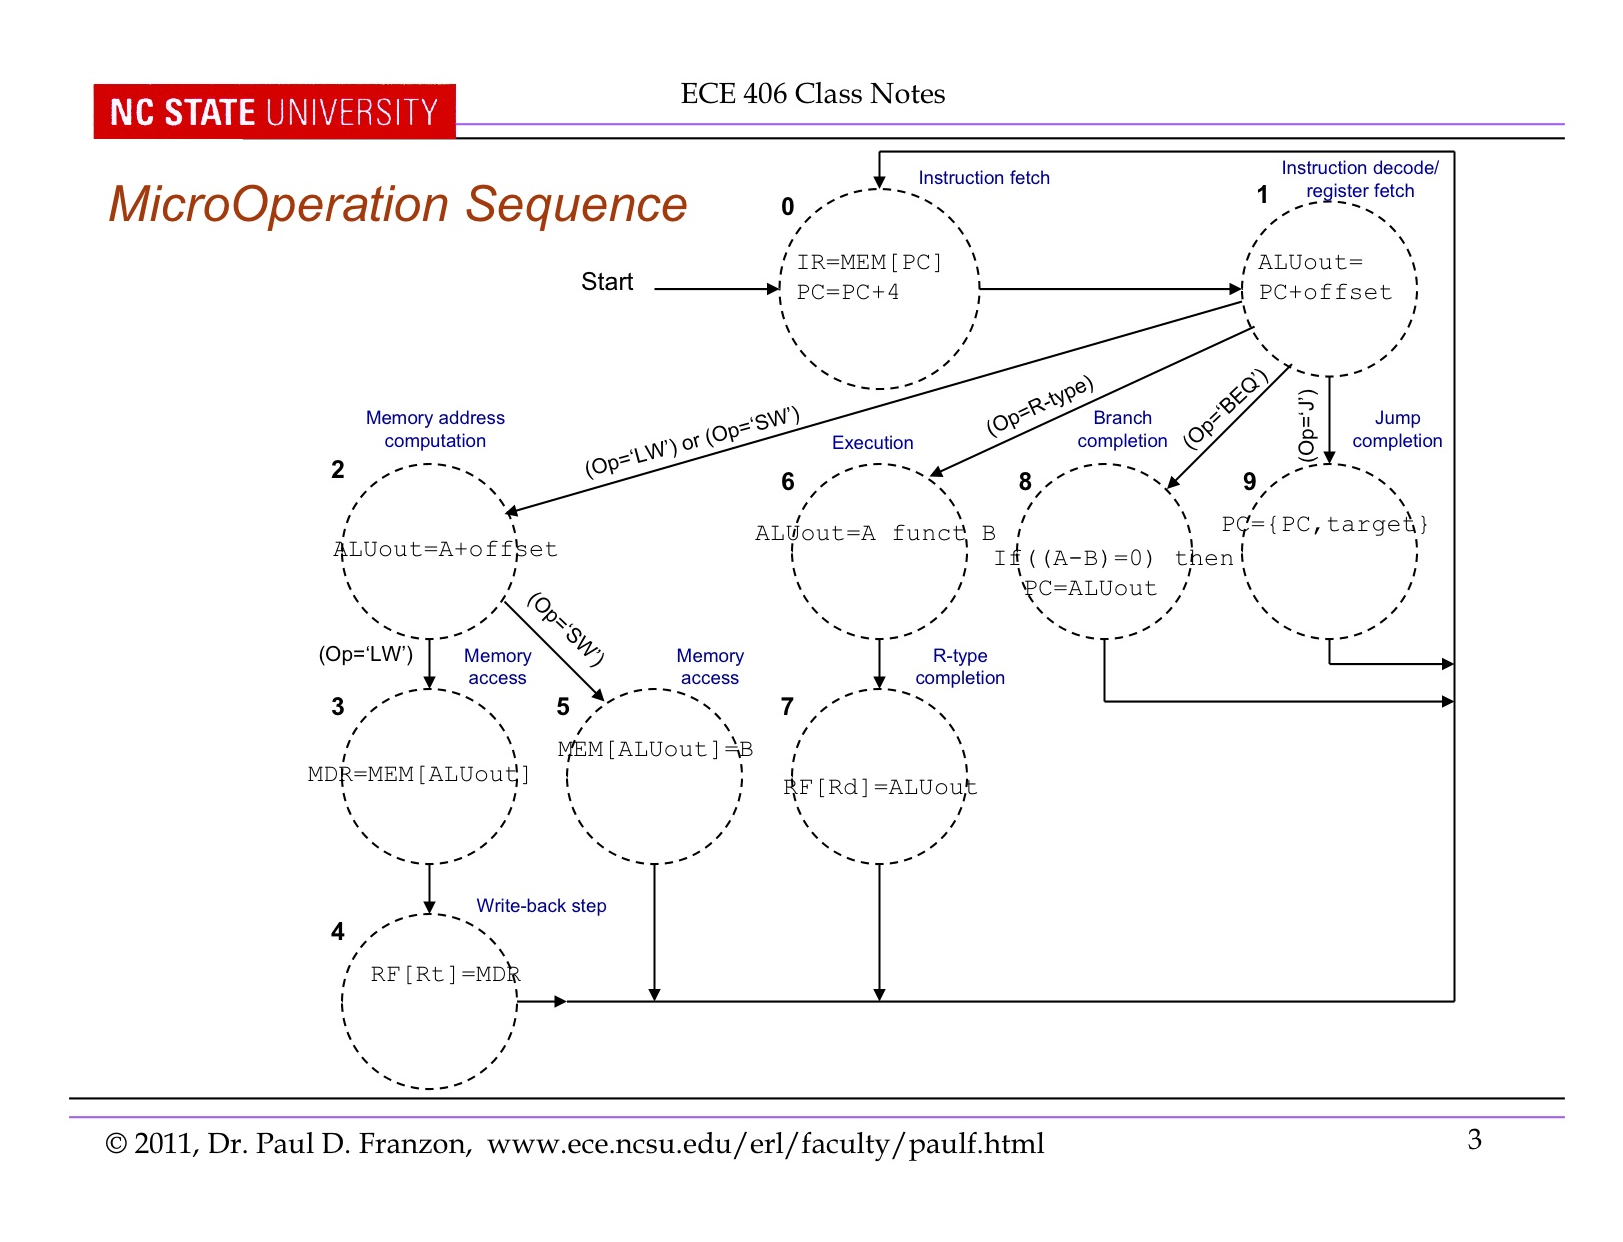 ECE 406 Class Notes
NC STATE UNIVERSITY
MicroOperation Sequence
Instruction fetch
Instruction decode/
register fetch
0
1
IR=MEM[PC]
PC=PC+4
ALUout=
PC+offset
Start
(Op=‘LW’) or (Op=‘SW’)
(Op=R-type)
(Op=‘BEQ’)
(Op=‘J’)
Memory address
computation
2
ALUout=A+offset
Execution
6
ALUout=A funct B
Branch
completion
8
If((A-B)=0) then
PC=ALUout
Jump
completion
9
PC={PC,target}
(Op=‘LW’)
(Op=‘SW’)
Memory
access
3
MDR=MEM[ALUout]
Memory
access
5
MEM[ALUout]=B
R-type
completion
7
RF[Rd]=ALUout
Write-back step
4
RF[Rt]=MDR
© 2011, Dr. Paul D. Franzon, www.ece.ncsu.edu/erl/faculty/paulf.html
3